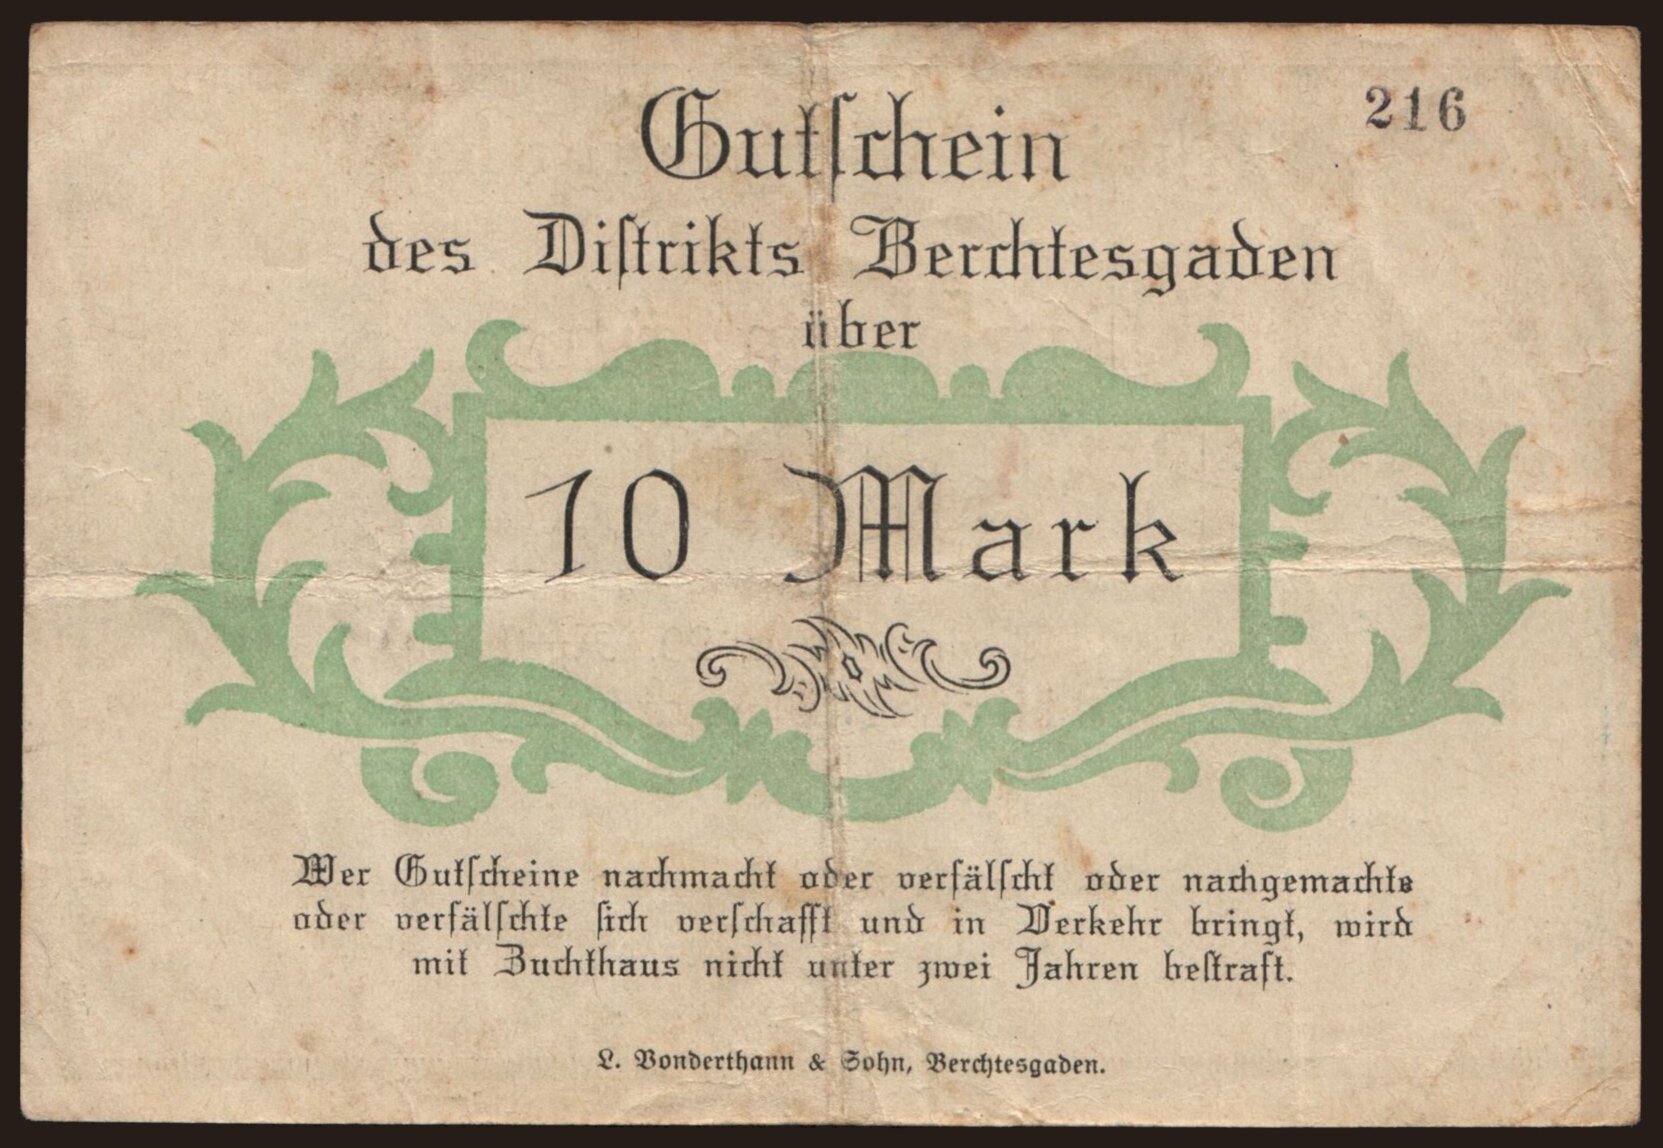 216
Gutschein
des Distrikts Berchtesgaden
über
10 Mark
Wer Gutscheine nachmacht oder verfälscht oder nachgemachte
oder verfälschte sich verschafft und in Verkehr bringt, wird
mit Zuchthaus nicht unter zwei Jahren bestraft.
L. Vonderthann & Sohn, Berchtesgaden.